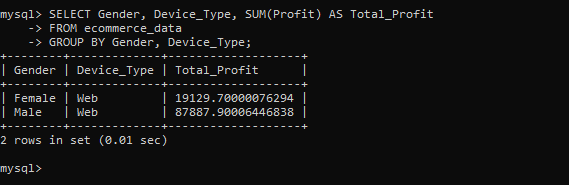 mysql> SELECT Gender, Device_Type, SUM(Profit) AS Total_Profit
    -> FROM ecommerce_data
    -> GROUP BY Gender, Device_Type;
+--------+-------------+-------------------+
| Gender | Device_Type | Total_Profit      |
+--------+-------------+-------------------+
| Female | Web         | 19129.70000076294 |
| Male   | Web         | 87887.90006446838 |
+--------+-------------+-------------------+
2 rows in set (0.01 sec)
mysql>